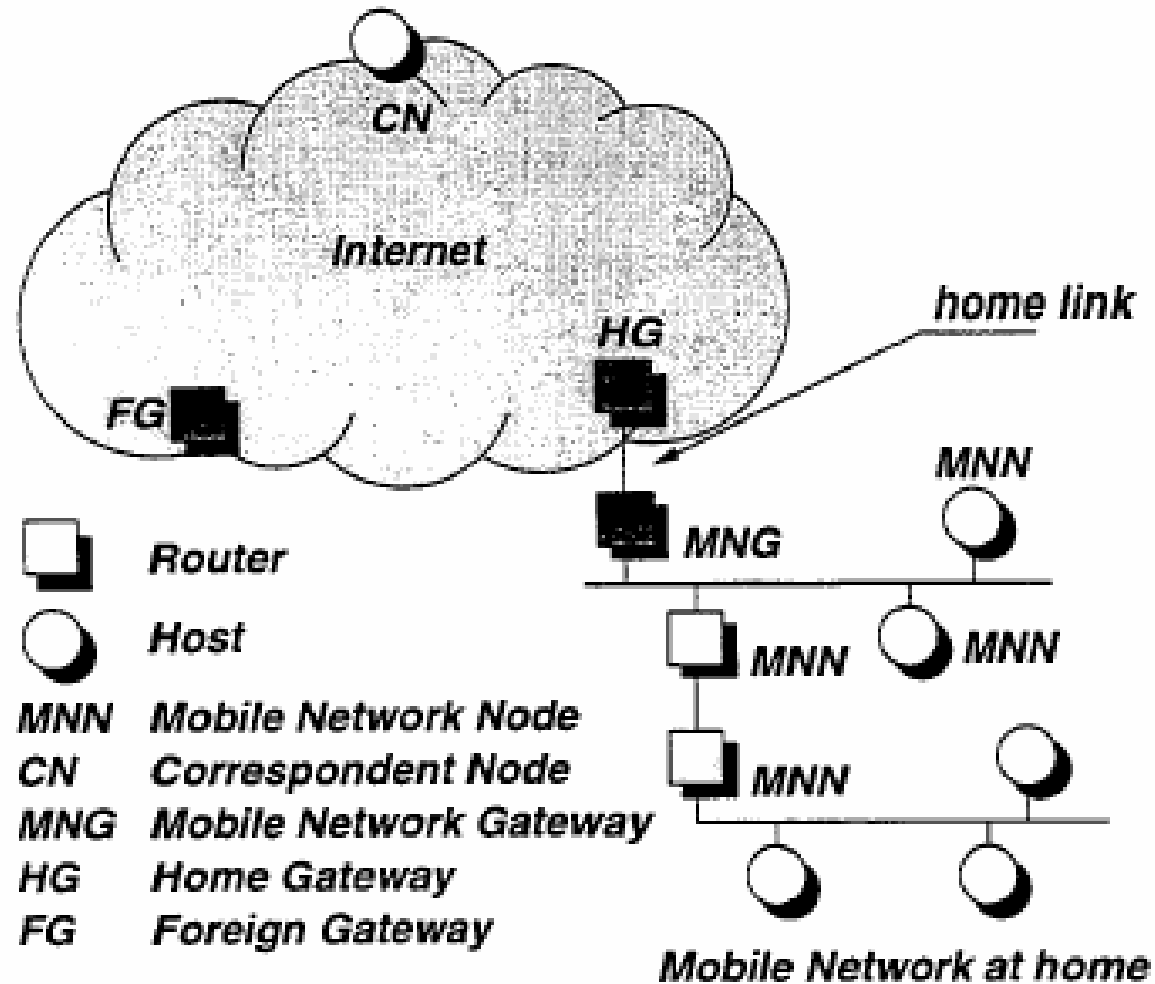 CN
Internet
home link
HG
FG
MNN
MNG
Router
Host
MNN
MNN
MNN
MNN Mobile Network Node
CN Correspondent Node
MNG Mobile Network Gateway
HG Home Gateway
FG Foreign Gateway
Mobile Network at home